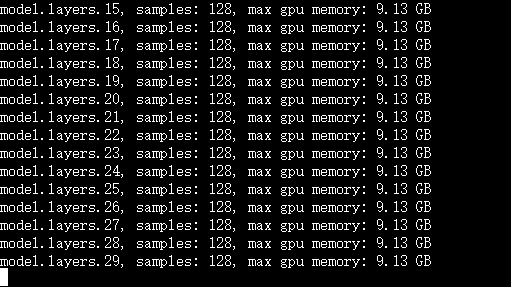 model.layers.15, samples: 128, max gpu memory: 9.13 GB
model.layers.16, samples: 128, max gpu memory: 9.13 GB
model.layers.17, samples: 128, max gpu memory: 9.13 GB
model.layers.18, samples: 128, max gpu memory: 9.13 GB
model.layers.19, samples: 128, max gpu memory: 9.13 GB
model.layers.20, samples: 128, max gpu memory: 9.13 GB
model.layers.21, samples: 128, max gpu memory: 9.13 GB
model.layers.22, samples: 128, max gpu memory: 9.13 GB
model.layers.23, samples: 128, max gpu memory: 9.13 GB
model.layers.24, samples: 128, max gpu memory: 9.13 GB
model.layers.25, samples: 128, max gpu memory: 9.13 GB
model.layers.26, samples: 128, max gpu memory: 9.13 GB
model.layers.27, samples: 128, max gpu memory: 9.13 GB
model.layers.28, samples: 128, max gpu memory: 9.13 GB
model.layers.29, samples: 128, max gpu memory: 9.13 GB